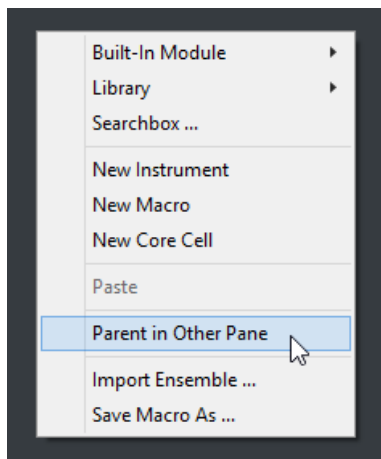 Built-In Module
Library
Searchbox ...
New Instrument
New Macro
New Core Cell
Paste
Parent in Other Pane
Import Ensemble ...
Save Macro As ...